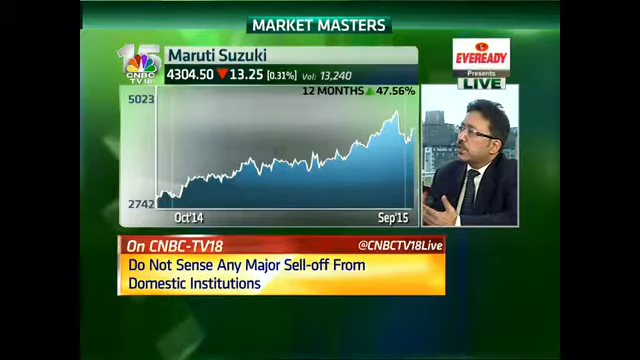 MARKET MASTERS
15
CNBC
TV18
Maruti Suzuki
4304.50 ▼ 13.25 [0.31%] Vol: 13,240
12 MONTHS ▲ 47.56%
5023
2742
Oct'14
Sep'15
EVEREADY
Presents
LIVE
On CNBC-TV18
@CNBCTV18Live
Do Not Sense Any Major Sell-off From
Domestic Institutions